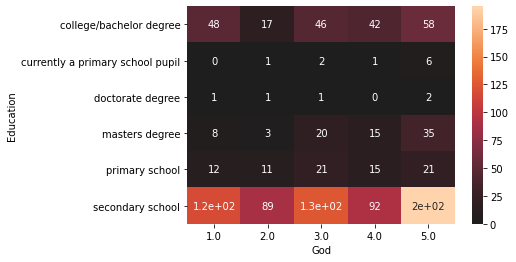 college/bachelor degree 48 17 46 42 58
currently a primary school pupil 0 1 2 1 6
doctorate degree 1 1 1 0 2
masters degree 8 3 20 15 35
primary school 12 11 21 15 21
secondary school 1.2e+02 89 1.3e+02 92 2e+02
1.0 2.0 3.0 4.0 5.0
God
Education
175
150
125
100
75
50
25
0